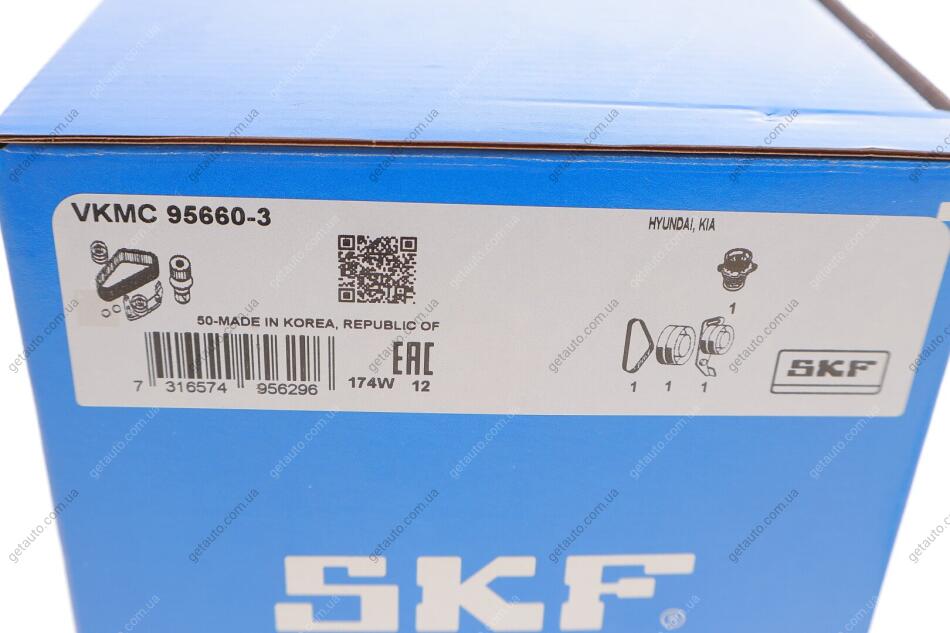 VKMC 95660-3
HYUNDAI, KIA
1
50-MADE IN KOREA, REPUBLIC OF
EAC
7 316574 956296
174W 12
1 1 1
SKF
SKF®
getauto.com.ua